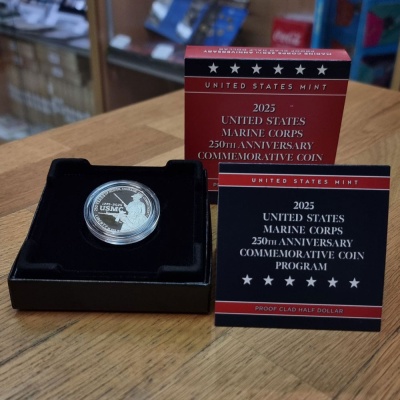 UNITED STATES MINT
2025
UNITED STATES
MARINE CORPS
250TH ANNIVERSARY
COMMEMORATIVE COIN
USMC
UNITED STATES MINT
2025
UNITED STATES
MARINE CORPS
250TH ANNIVERSARY
COMMEMORATIVE COIN
PROGRAM
PROOF CLAD HALF DOLLAR